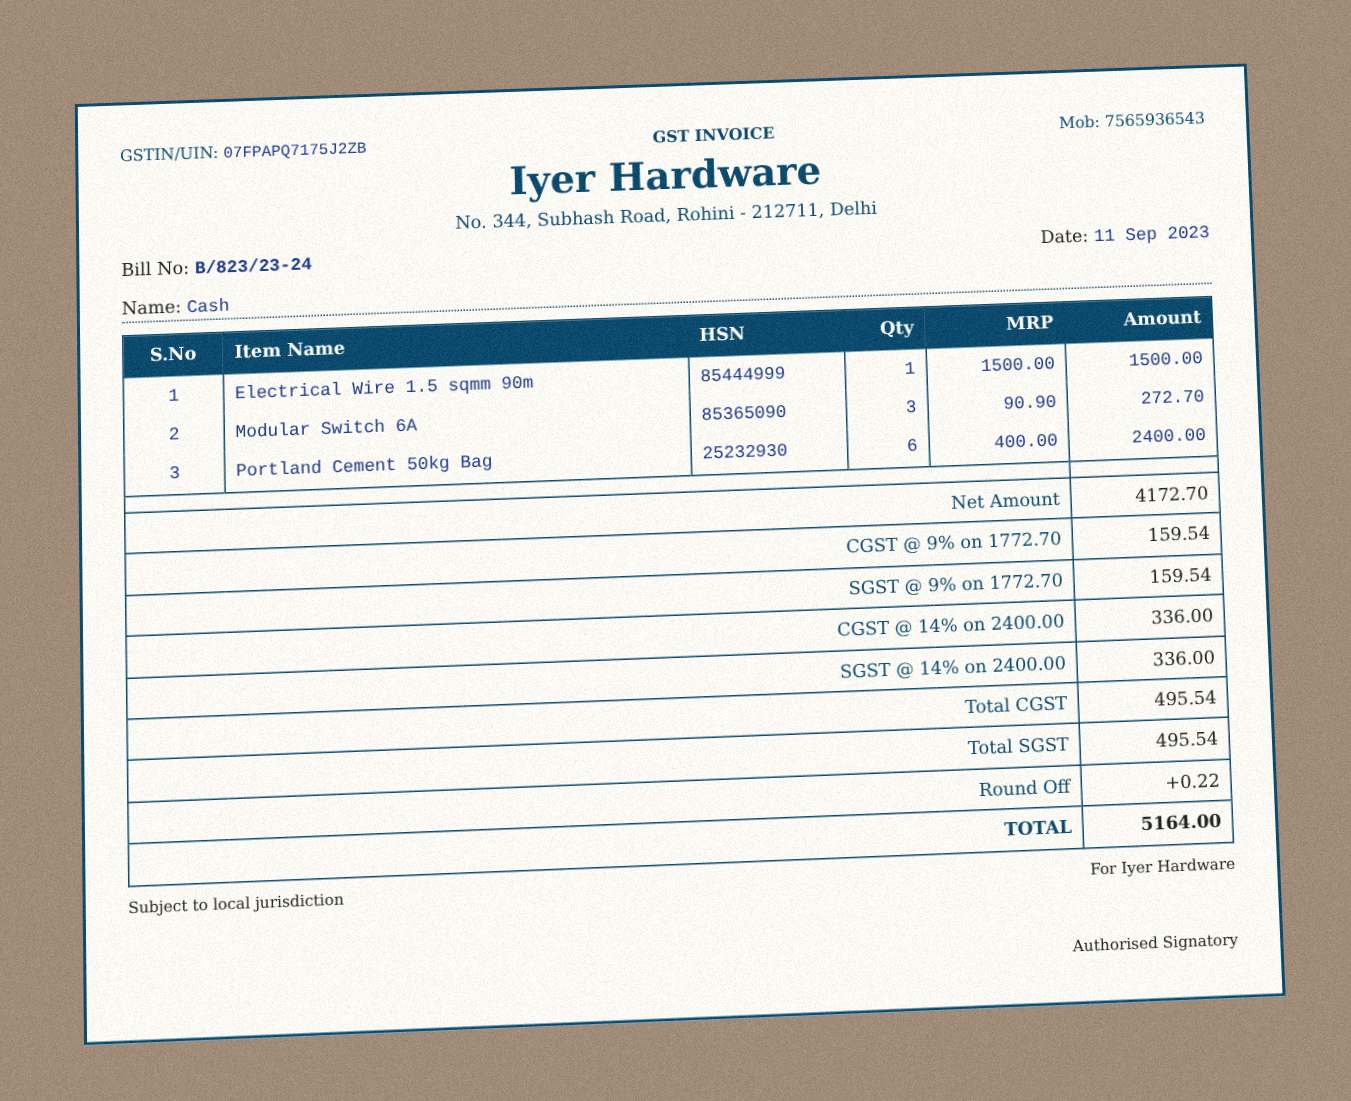 GST INVOICE
GSTIN/UIN: 07FPAPQ7175J2ZB
Mob: 7565936543
Iyer Hardware
No. 344, Subhash Road, Rohini - 212711, Delhi
Bill No: B/823/23-24
Date: 11 Sep 2023
Name: Cash
S.No Item Name HSN Qty MRP Amount
1 Electrical Wire 1.5 sqmm 90m 85444999 1 1500.00 1500.00
2 Modular Switch 6A 85365090 3 90.90 272.70
3 Portland Cement 50kg Bag 25232930 6 400.00 2400.00
Net Amount 4172.70
CGST @ 9% on 1772.70 159.54
SGST @ 9% on 1772.70 159.54
CGST @ 14% on 2400.00 336.00
SGST @ 14% on 2400.00 336.00
Total CGST 495.54
Total SGST 495.54
Round Off +0.22
TOTAL 5164.00
Subject to local jurisdiction
For Iyer Hardware
Authorised Signatory